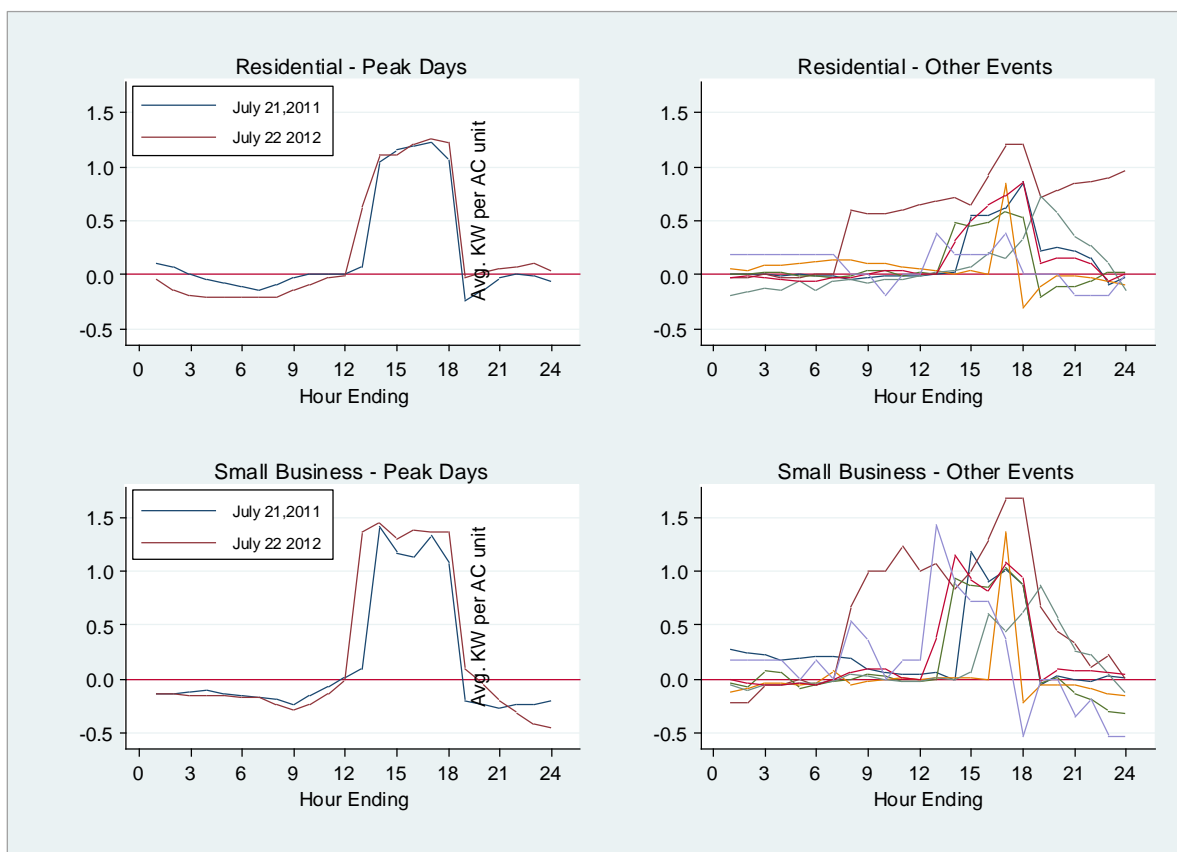 Residential - Peak Days
July 21,2011
July 22 2012
1.5
1.0
0.5
0.0
-0.5
0 3 6 9 12 15 18 21 24
Hour Ending
Avg. KW per AC unit
Residential - Other Events
1.5
1.0
0.5
0.0
-0.5
0 3 6 9 12 15 18 21 24
Hour Ending
Small Business - Peak Days
July 21,2011
July 22 2012
1.5
1.0
0.5
0.0
-0.5
0 3 6 9 12 15 18 21 24
Hour Ending
Avg. KW per AC unit
Small Business - Other Events
1.5
1.0
0.5
0.0
-0.5
0 3 6 9 12 15 18 21 24
Hour Ending